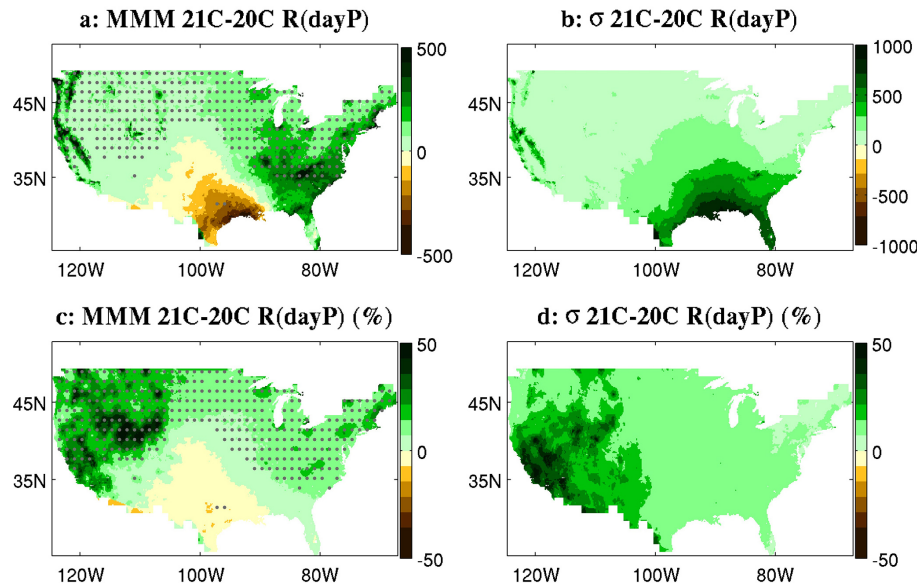 a: MMM 21C-20C R(dayP)
b: σ 21C-20C R(dayP)
45N
35N
120W 100W 80W
500
0
-500
45N
35N
120W 100W 80W
1000
500
0
-500
-1000
c: MMM 21C-20C R(dayP) (%)
d: σ 21C-20C R(dayP) (%)
45N
35N
120W 100W 80W
50
0
-50
45N
35N
120W 100W 80W
50
0
-50